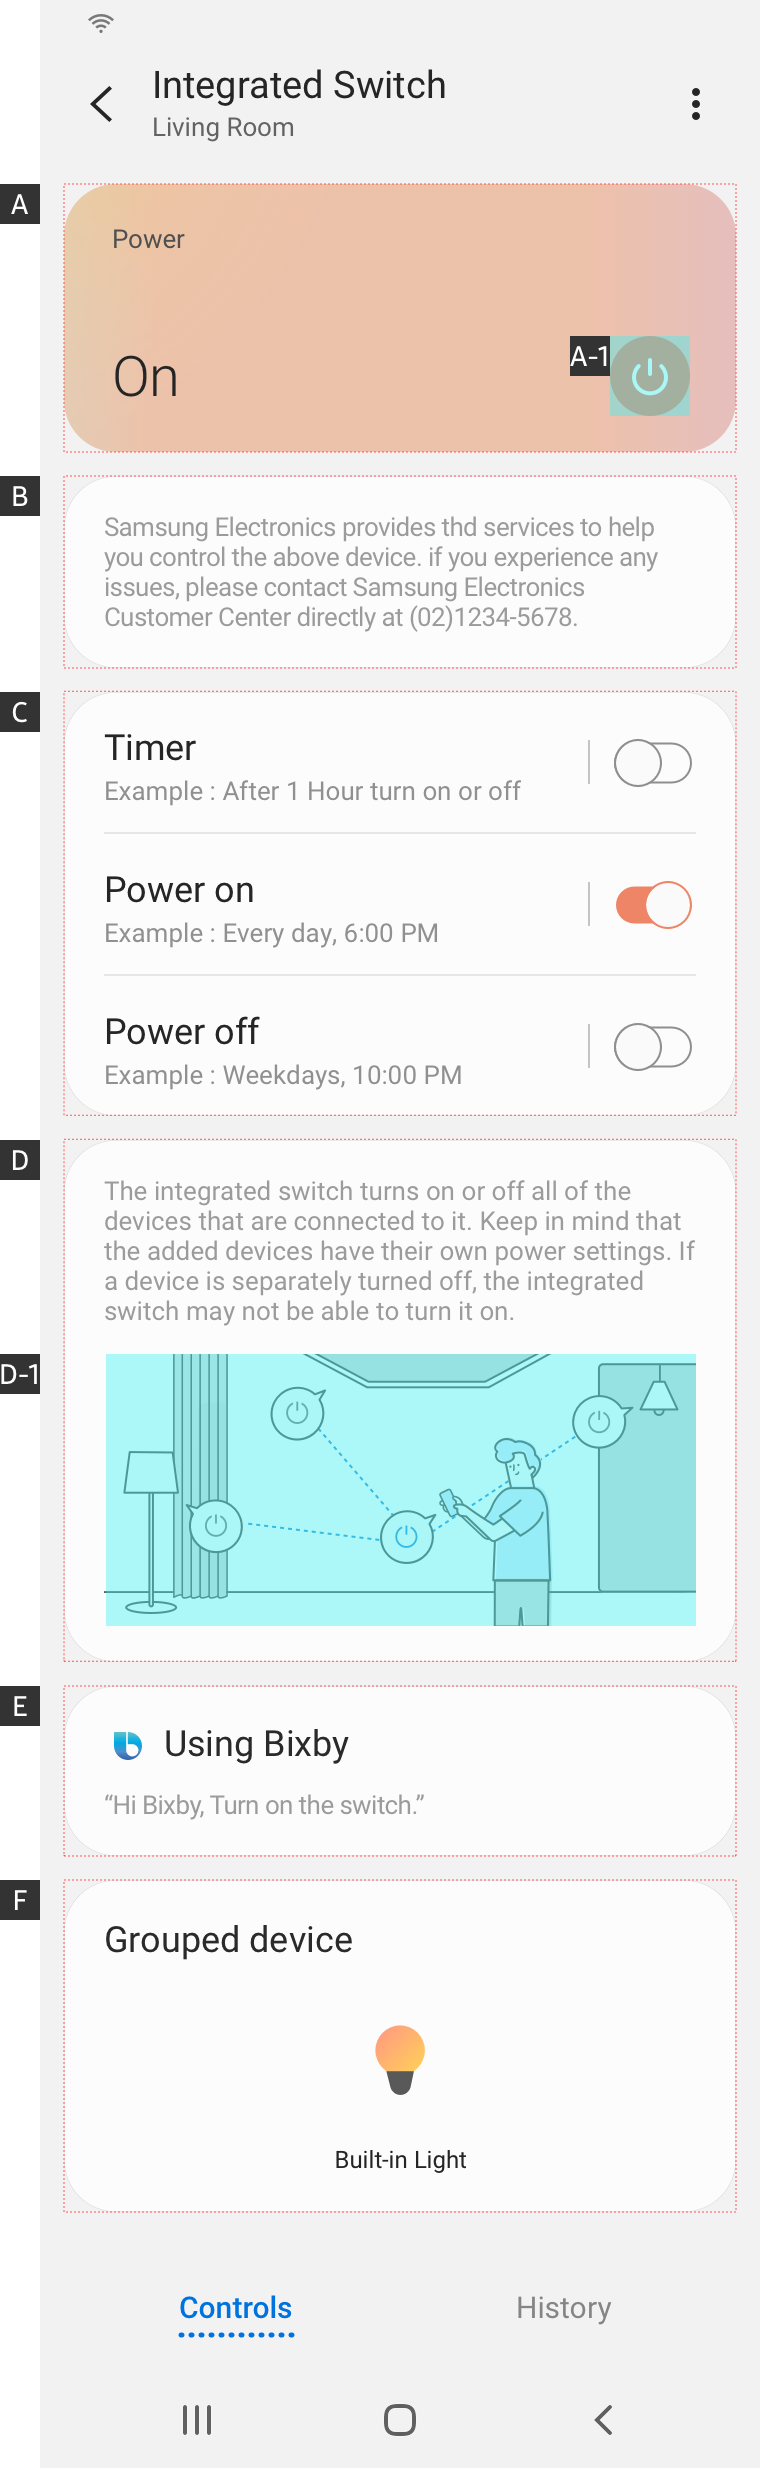 Integrated Switch
Living Room
A
Power
On
A-1
B
Samsung Electronics provides thd services to help
you control the above device. if you experience any
issues, please contact Samsung Electronics
Customer Center directly at (02)1234-5678.
C
Timer
Example : After 1 Hour turn on or off
Power on
Example : Every day, 6:00 PM
Power off
Example : Weekdays, 10:00 PM
D
The integrated switch turns on or off all of the
devices that are connected to it. Keep in mind that
the added devices have their own power settings. If
a device is separately turned off, the integrated
switch may not be able to turn it on.
D-1
E
Using Bixby
“Hi Bixby, Turn on the switch.”
F
Grouped device
Built-in Light
Controls
History